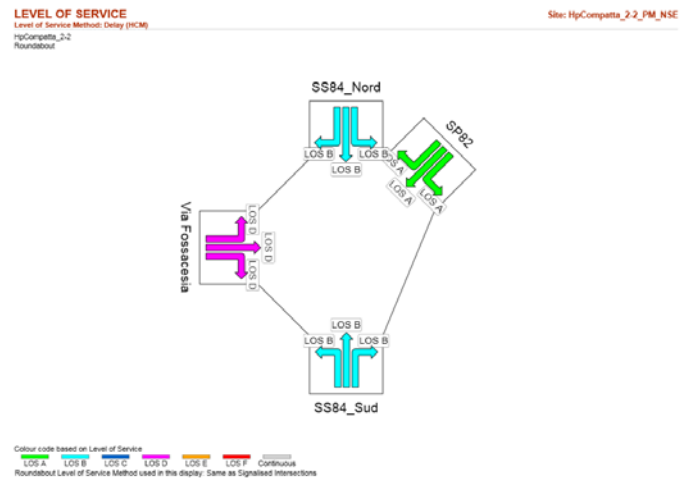 LEVEL OF SERVICE
Site: HpCompatta_2-2_PM_NSE
Level of Service Method: Delay (HCM)
HpCompatta_2-2
Roundabout
SS84_Nord
SP82
LOS B
LOS B
LOS B
LOS A
LOS A
Via Fossacesia
LOS D
LOS D
LOS D
LOS B
LOS B
LOS B
SS84_Sud
Colour code based on Level of Service
LOS A LOS B LOS C LOS D LOS E LOS F Continuous
Roundabout Level of Service Method used in this display: Same as Signalised Intersections